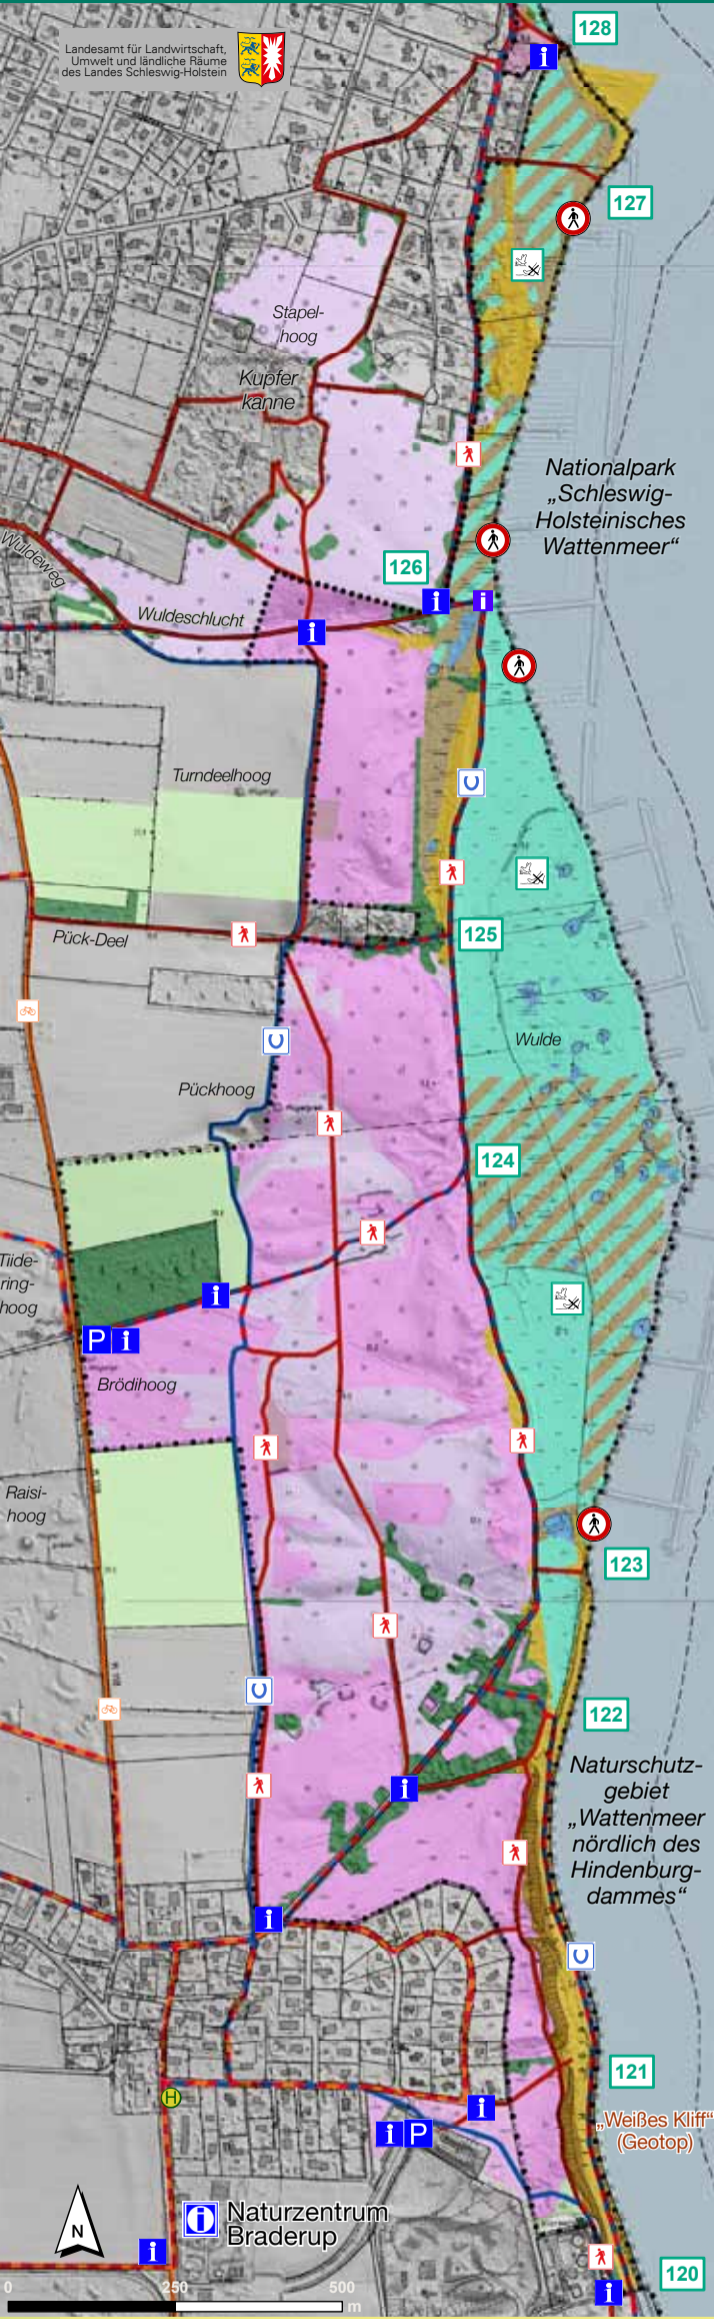 Landesamt für Landwirtschaft,
Umwelt und ländliche Räume
des Landes Schleswig-Holstein
128
i
127
Stapel-
hoog
Kupfer
kanne
Nationalpark
„Schleswig-
Holsteinisches
Wattenmeer“
Wuldeweg
126
i
i
Wuldeschlucht
i
Turndeelhoog
Pück-Deel
125
Wulde
Pückhoog
124
Tiide-
ring-
hoog
i
P i
Brödihoog
Raisi-
hoog
123
122
Naturschutz-
gebiet
„Wattenmeer
nördlich des
Hindenburg-
dammes“
i
i
121
H
i
„Weißes Kliff“
(Geotop)
i P
N
i Naturzentrum
Braderup
i
120
i
0 250 500
m